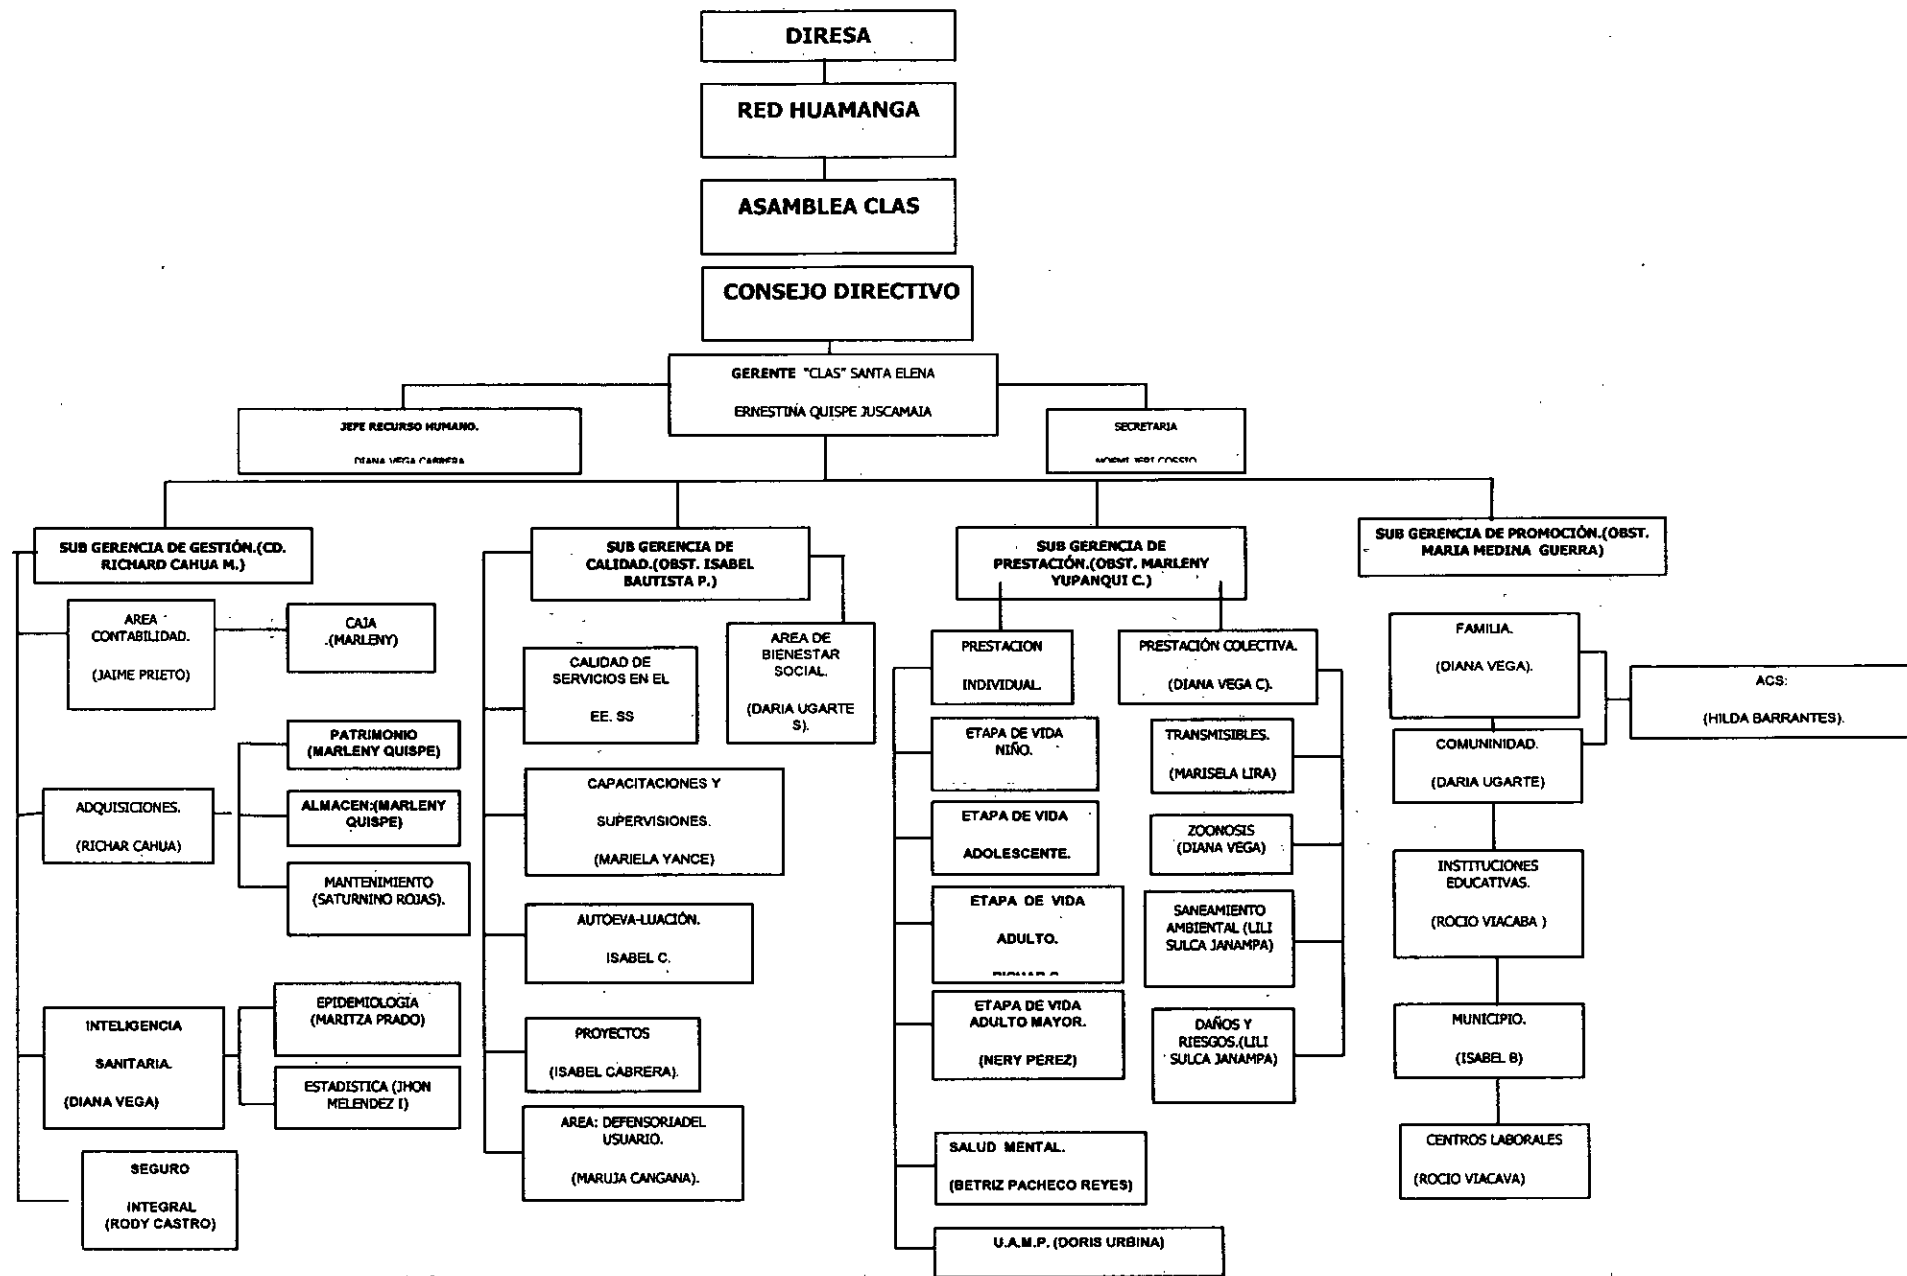 DIRESA
RED HUAMANGA
ASAMBLEA CLAS
CONSEJO DIRECTIVO
GERENTE "CLAS" SANTA ELENA
ERNESTINA QUISPE JUSCAMAIA
JEFE RECURSO HUMANO.
DIANA VEGA CABRERA
SECRETARIA
SUB GERENCIA DE GESTIÓN.(CD.
RICHARD CAHUA M.)
AREA
CONTABILIDAD.
(JAIME PRIETO)
CAJA
.(MARLENY)
PATRIMONIO
(MARLENY QUISPE)
ADQUISICIONES.
(RICHAR CAHUA)
ALMACEN:(MARLENY
QUISPE)
MANTENIMIENTO
(SATURNINO ROJAS).
INTELIGENCIA
SANITARIA.
(DIANA VEGA)
EPIDEMIOLOGIA
(MARITZA PRADO)
ESTADISTICA (JHON
MELENDEZ I)
SEGURO
INTEGRAL
(RODY CASTRO)
SUB GERENCIA DE
CALIDAD.(OBST. ISABEL
BAUTISTA P.)
AREA DE
BIENESTAR
SOCIAL.
(DARIA UGARTE
S).
CALIDAD DE
SERVICIOS EN EL
EE. SS
CAPACITACIONES Y
SUPERVISIONES.
(MARIELA YANCE)
AUTOEVA-LUACIÓN.
ISABEL C.
PROYECTOS
(ISABEL CABRERA).
AREA: DEFENSORIADEL
USUARIO.
(MARUJA CANGANA).
SUB GERENCIA DE
PRESTACIÓN.(OBST. MARLENY
YUPANQUI C.)
PRESTACION
INDIVIDUAL.
ETAPA DE VIDA
NIÑO.
ETAPA DE VIDA
ADOLESCENTE.
ETAPA DE VIDA
ADULTO.
RICHAR C.
ETAPA DE VIDA
ADULTO MAYOR.
(NERY PEREZ)
SALUD MENTAL.
(BETRIZ PACHECO REYES)
U.A.M.P. (DORIS URBINA)
PRESTACIÓN COLECTIVA.
(DIANA VEGA C).
TRANSMISIBLES.
(MARISELA LIRA)
ZOONOSIS
(DIANA VEGA)
SANEAMIENTO
AMBIENTAL (LILI
SULCA JANAMPA)
DAÑOS Y
RIESGOS.(LILI
SULCA JANAMPA)
SUB GERENCIA DE PROMOCIÓN.(OBST.
MARIA MEDINA GUERRA)
FAMILIA.
(DIANA VEGA).
ACS:
(HILDA BARRANTES).
COMUNINIDAD.
(DARIA UGARTE)
INSTITUCIONES
EDUCATIVAS.
(ROCIO VIACABA )
MUNICIPIO.
(ISABEL B)
CENTROS LABORALES
(ROCIO VIACAVA)